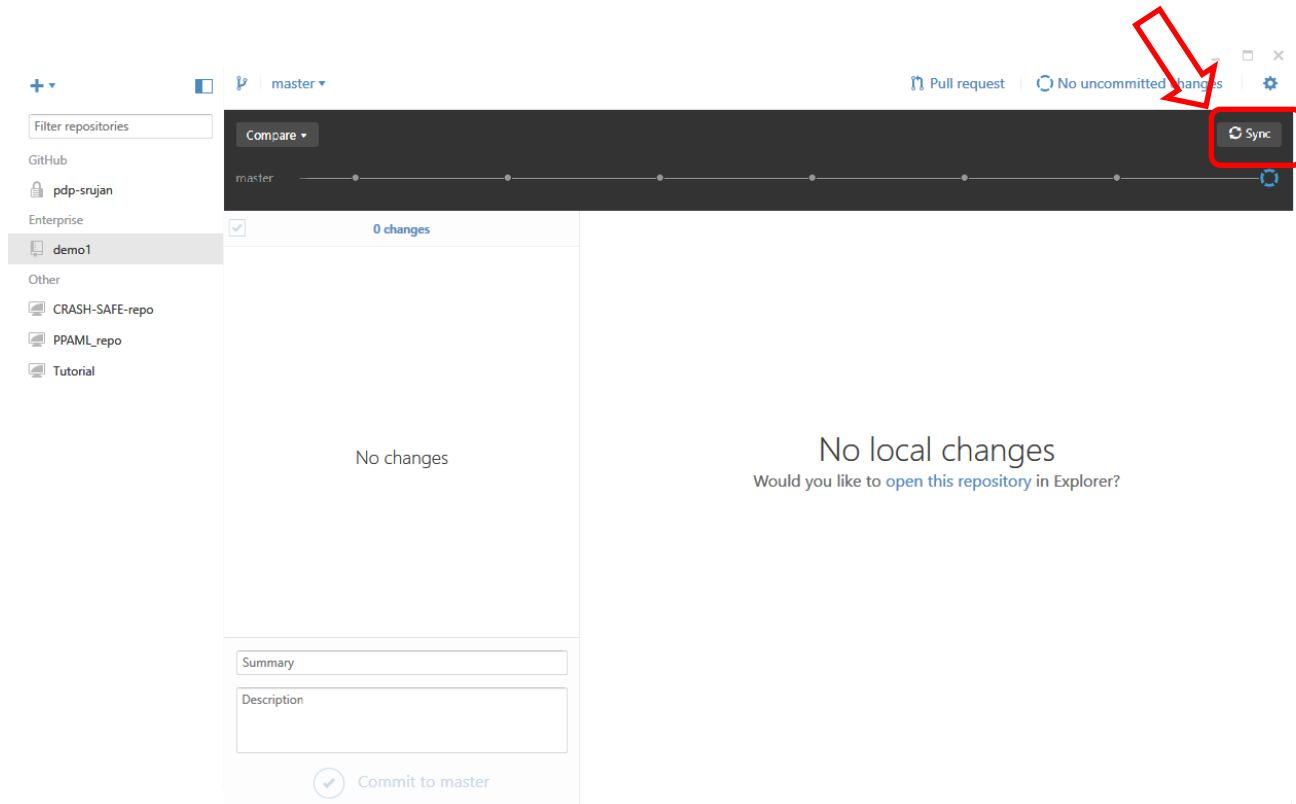 master
Pull request
No uncommitted changes
Filter repositories
Compare
Sync
GitHub
pdp-srujan
master
Enterprise
0 changes
demo1
Other
CRASH-SAFE-repo
PPAML_repo
Tutorial
No changes
No local changes
Would you like to open this repository in Explorer?
Summary
Description
Commit to master